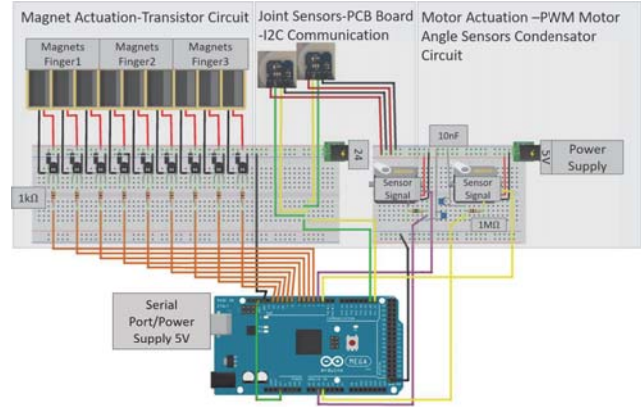 Magnet Actuation-Transistor Circuit
Magnets
Finger1
Magnets
Finger2
Magnets
Finger3
1kΩ
Joint Sensors-PCB Board
-I2C Communication
24
Motor Actuation –PWM Motor
Angle Sensors Condensator
Circuit
10nF
5V
Power
Supply
Sensor
Signal
Sensor
Signal
1MΩ
Serial
Port/Power
Supply 5V
ARDUINO
MEGA